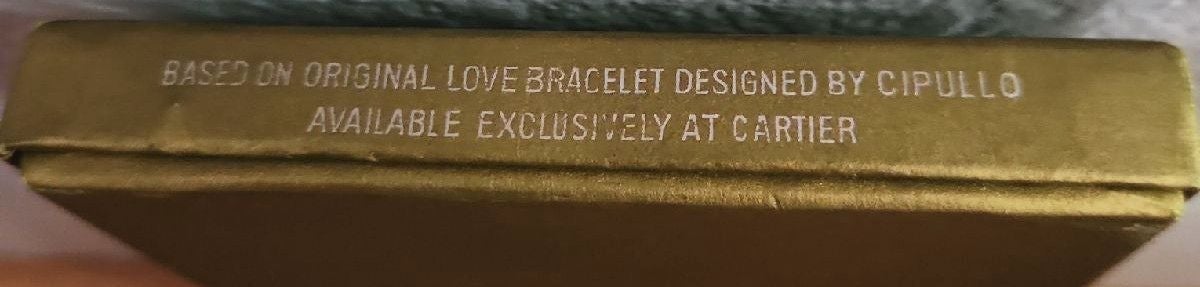 BASED ON ORIGINAL LOVE BRACELET DESIGNED BY CIPULLO
AVAILABLE EXCLUSIVELY AT CARTIER